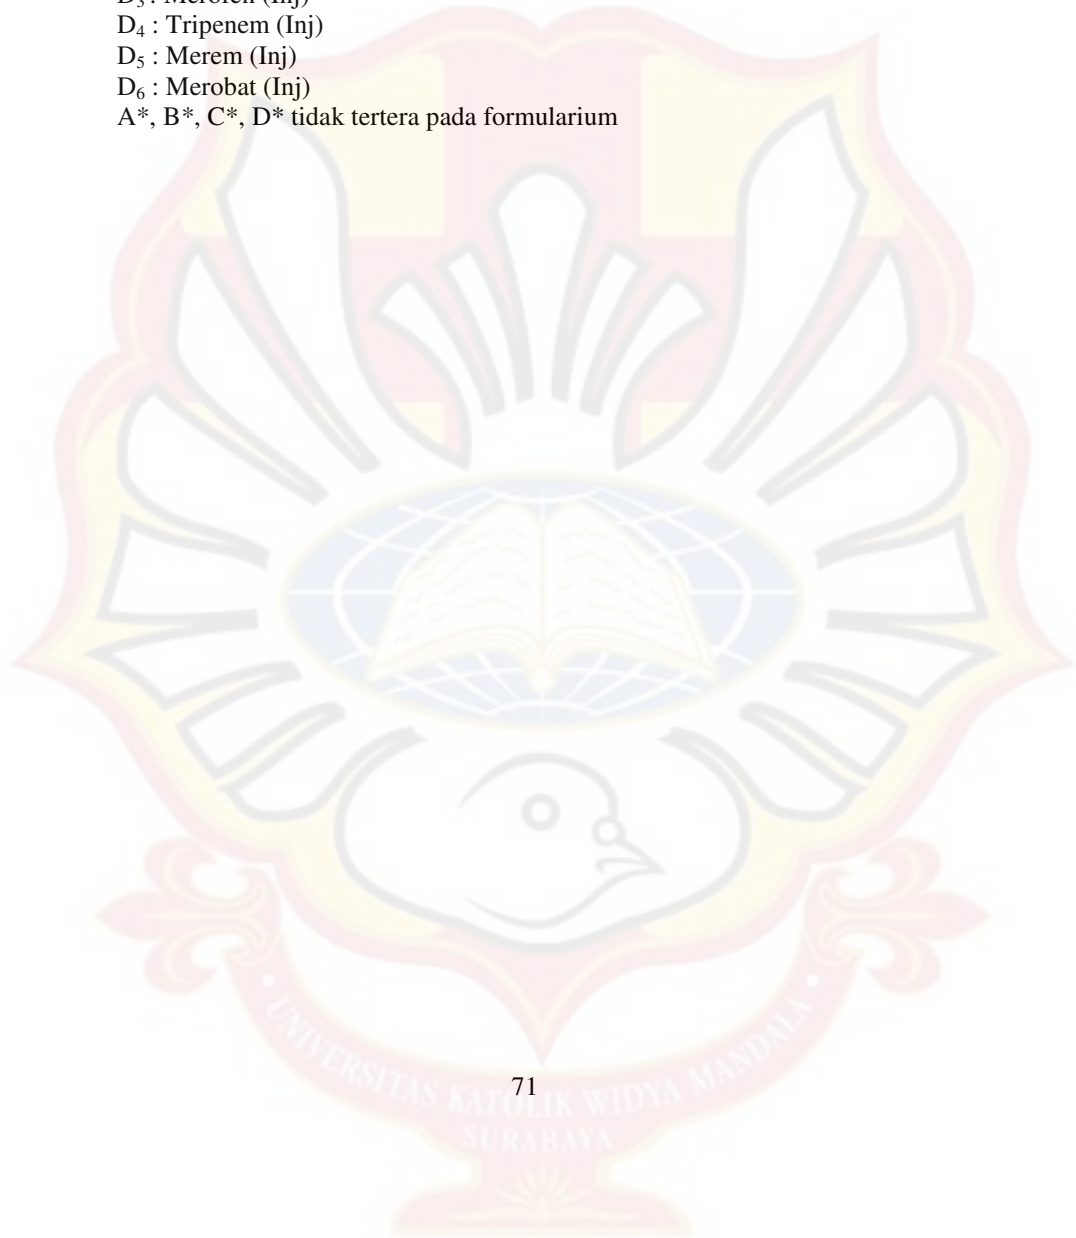 D₃ : Merofen (Inj)
D₄ : Tripenem (Inj)
D₅ : Merem (Inj)
D₆ : Merobat (Inj)
A*, B*, C*, D* tidak tertera pada formularium
71
UNIVERSITAS KATOLIK WIDYA MANDALA
SURABAYA